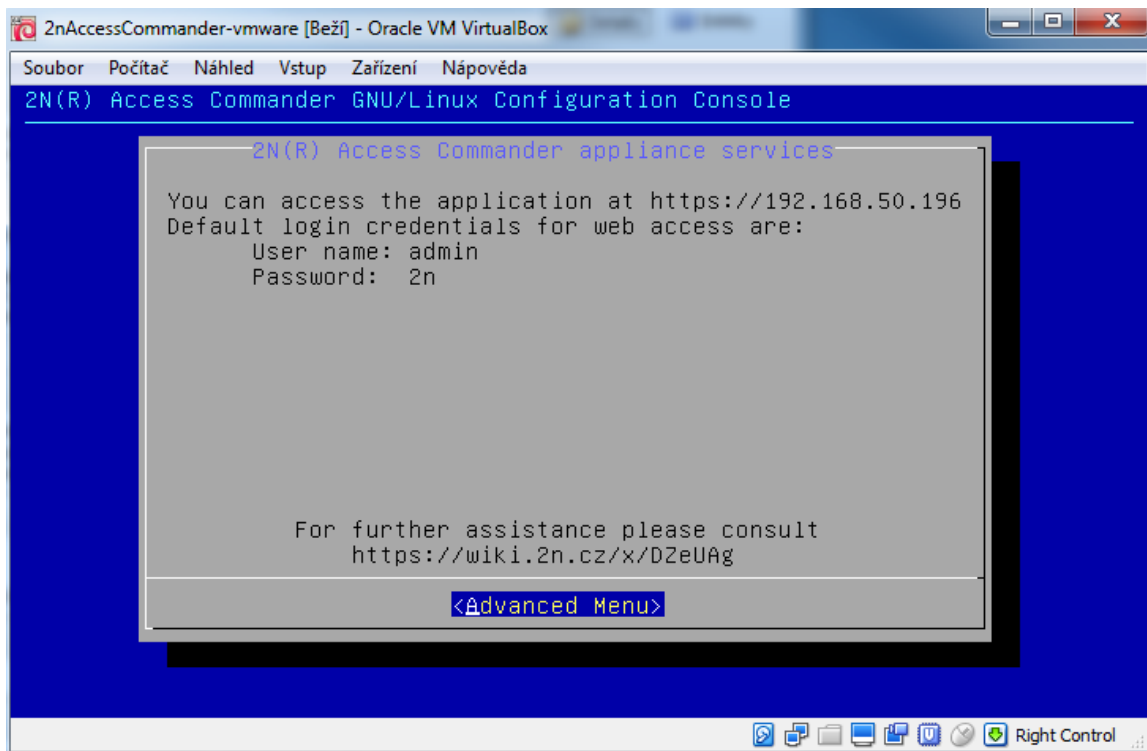 2nAccessCommander-vmware [Beží] - Oracle VM VirtualBox
Soubor Počítač Náhled Vstup Zařízení Nápověda
2N(R) Access Commander GNU/Linux Configuration Console
2N(R) Access Commander appliance services
You can access the application at https://192.168.50.196
Default login credentials for web access are:
User name: admin
Password: 2n
For further assistance please consult
https://wiki.2n.cz/x/DZeUAg
<Advanced Menu>
Right Control